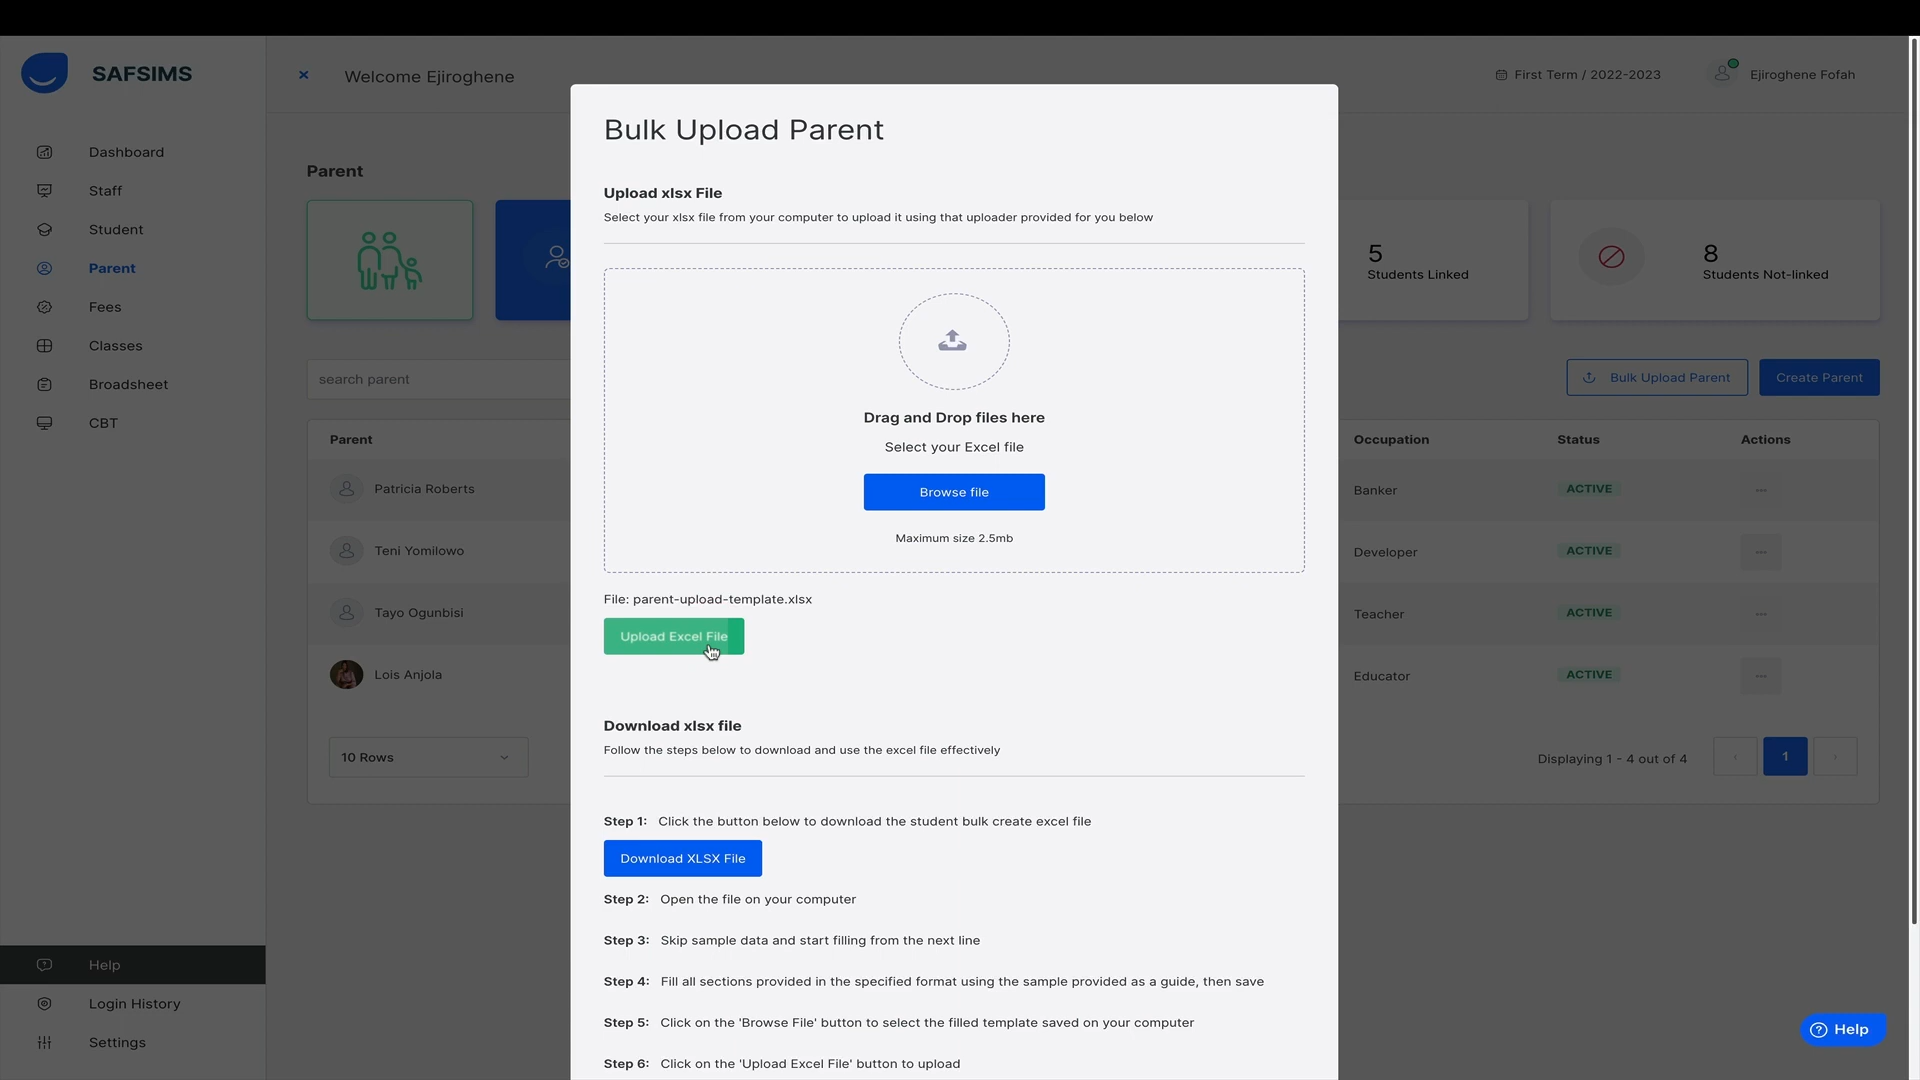 SAFSIMS
Welcome Ejiroghene
First Term / 2022-2023
Ejiroghene Fofah
Dashboard
Staff
Student
Parent
Fees
Classes
Broadsheet
CBT
Help
Login History
Settings
Parent
5
Students Linked
8
Students Not-linked
search parent
Bulk Upload Parent
Create Parent
Parent
Occupation
Status
Actions
Patricia Roberts
Banker
ACTIVE
Teni Yomilowo
Developer
ACTIVE
Tayo Ogunbisi
Teacher
ACTIVE
Lois Anjola
Educator
ACTIVE
10 Rows
Displaying 1 - 4 out of 4
1
Bulk Upload Parent
Upload xlsx File
Select your xlsx file from your computer to upload it using that uploader provided for you below
Drag and Drop files here
Select your Excel file
Browse file
Maximum size 2.5mb
File: parent-upload-template.xlsx
Upload Excel File
Download xlsx file
Follow the steps below to download and use the excel file effectively
Step 1: Click the button below to download the student bulk create excel file
Download XLSX File
Step 2: Open the file on your computer
Step 3: Skip sample data and start filling from the next line
Step 4: Fill all sections provided in the specified format using the sample provided as a guide, then save
Step 5: Click on the 'Browse File' button to select the filled template saved on your computer
Step 6: Click on the 'Upload Excel File' button to upload
Help